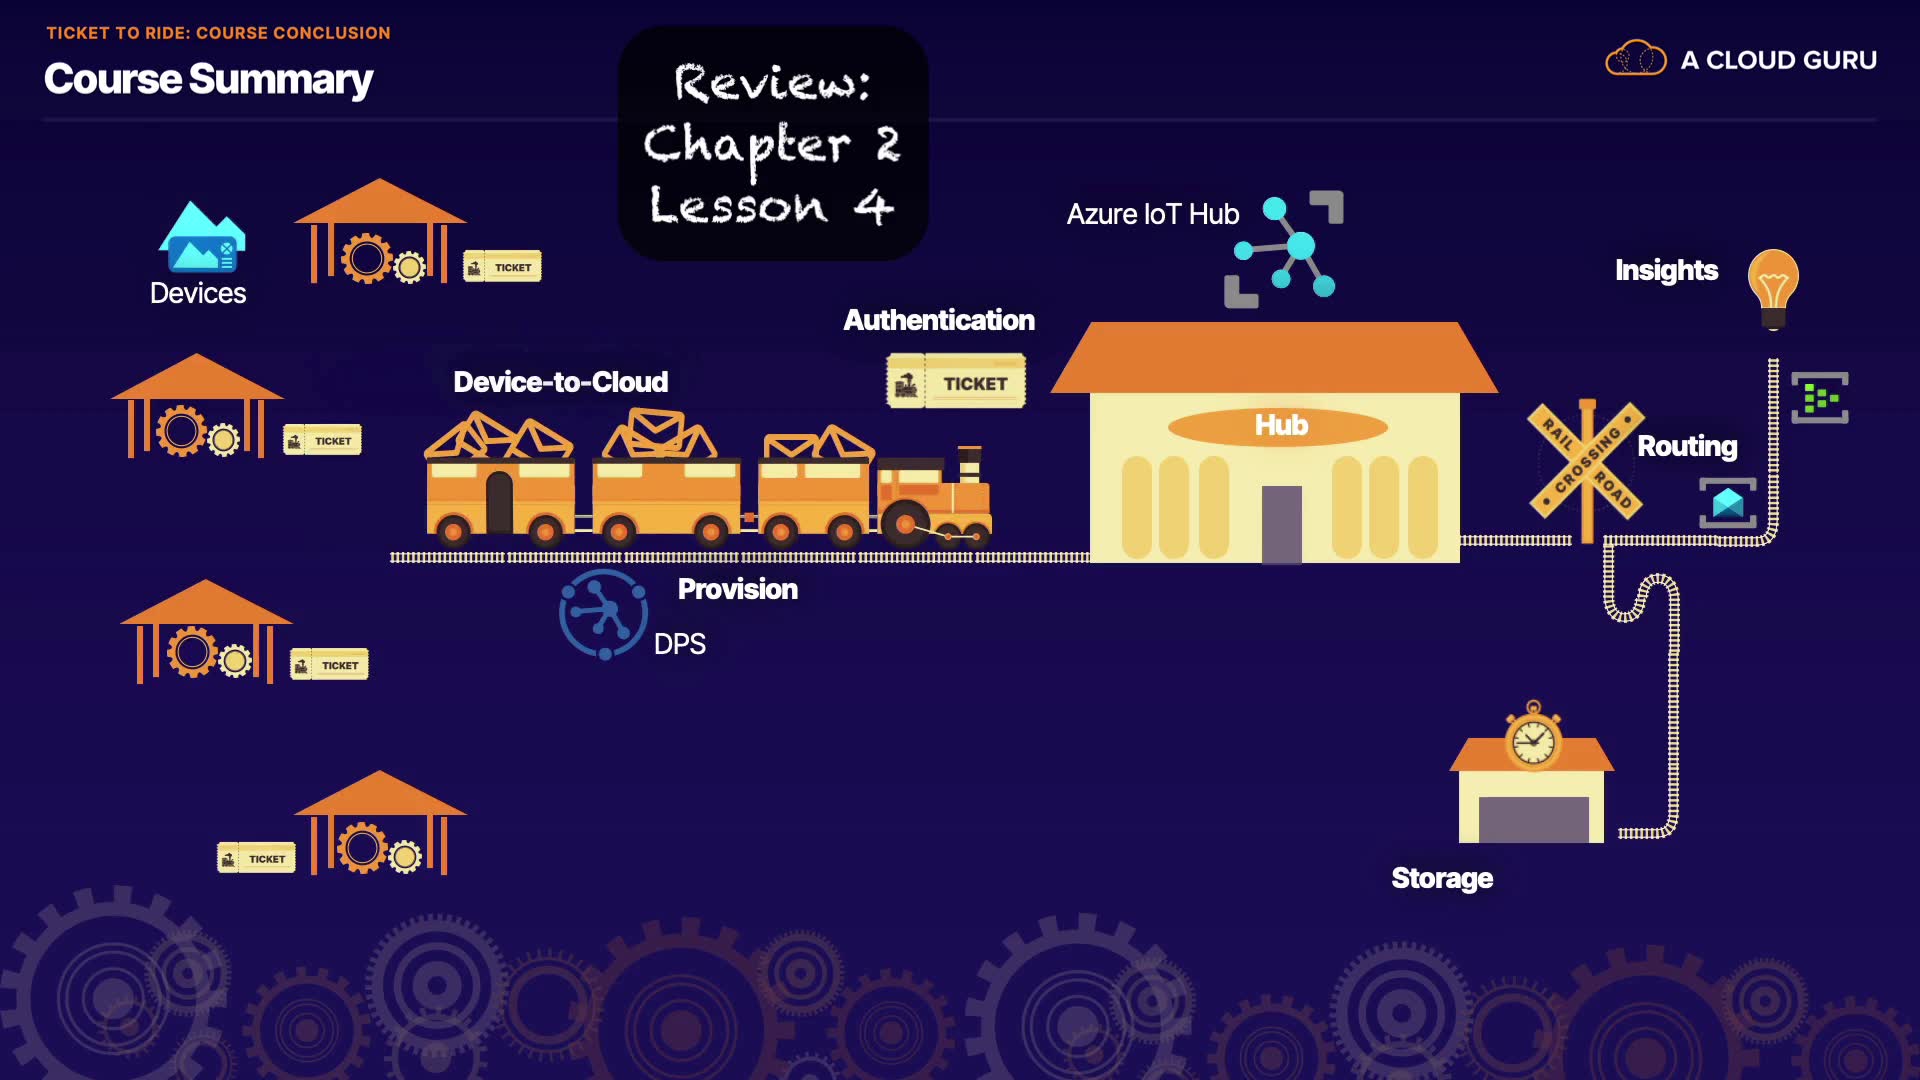 TICKET TO RIDE: COURSE CONCLUSION
Course Summary
Review:
Chapter 2
Lesson 4
A CLOUD GURU
Devices
TICKET
Azure IoT Hub
Insights
Authentication
TICKET
Device-to-Cloud
TICKET
Hub
RAIL ROAD
CROSSING
Routing
Provision
DPS
TICKET
TICKET
Storage